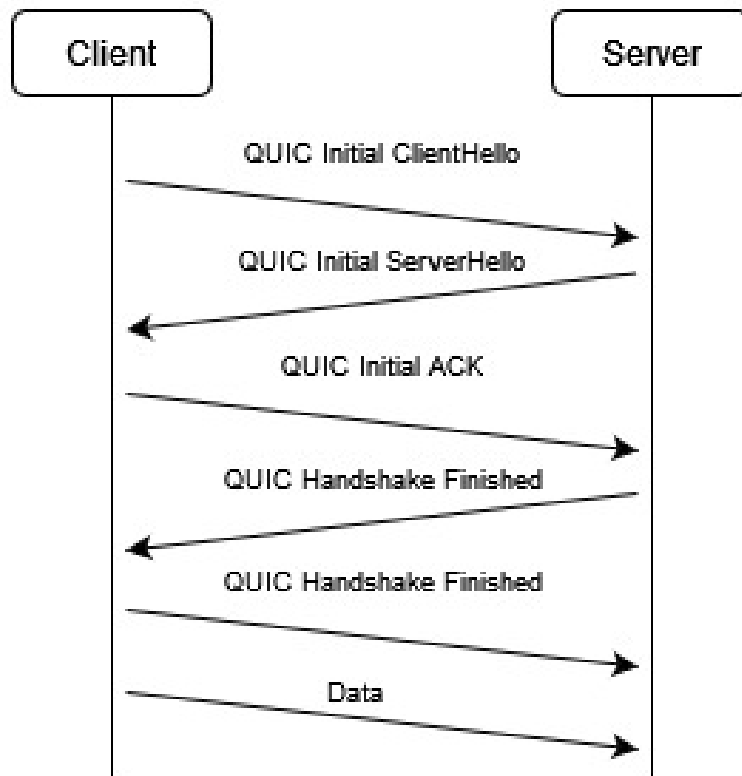 Client
Server
QUIC Initial ClientHello
QUIC Initial ServerHello
QUIC Initial ACK
QUIC Handshake Finished
QUIC Handshake Finished
Data